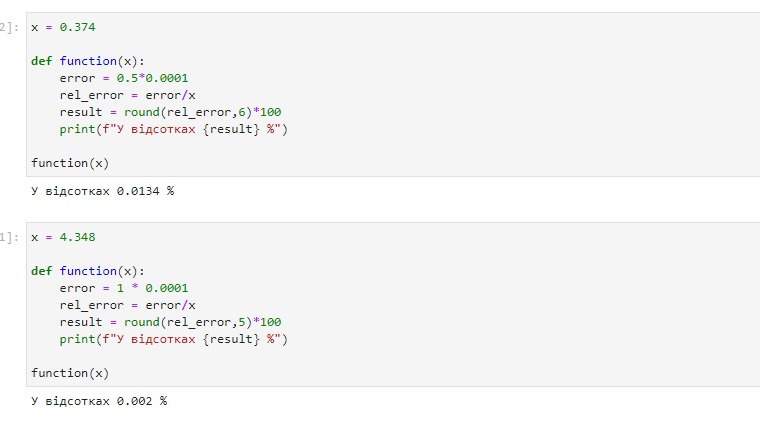 2]:
x = 0.374
def function(x):
error = 0.5*0.0001
rel_error = error/x
result = round(rel_error,6)*100
print(f"У відсотках {result} %")
function(x)
У відсотках 0.0134 %
1]:
x = 4.348
def function(x):
error = 1 * 0.0001
rel_error = error/x
result = round(rel_error,5)*100
print(f"У відсотках {result} %")
function(x)
У відсотках 0.002 %